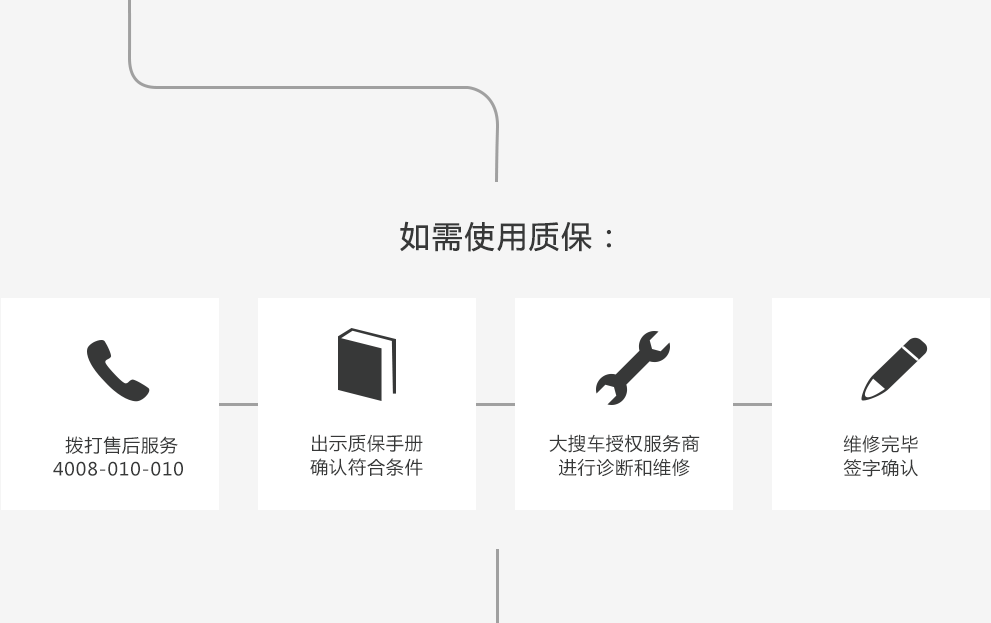 如需使用质保：
拨打售后服务
4008-010-010
出示质保手册
确认符合条件
大搜车授权服务商
进行诊断和维修
维修完毕
签字确认